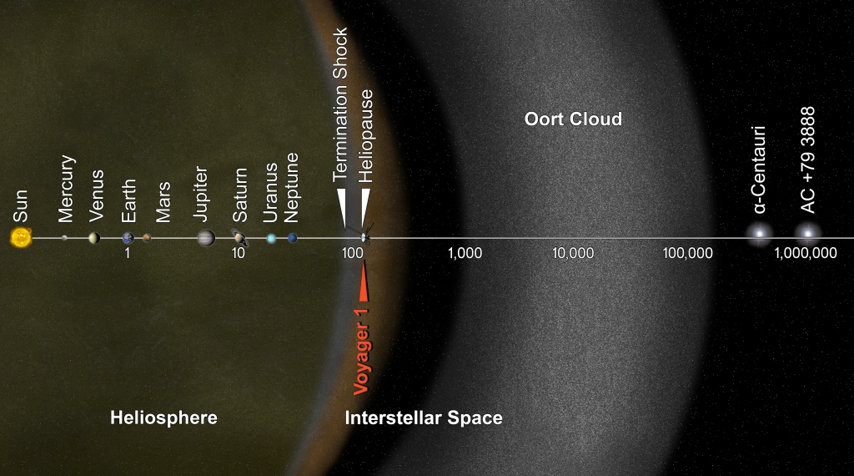 Sun
Mercury
Venus
Earth
Mars
Jupiter
Saturn
Uranus
Neptune
Termination Shock
Heliopause
Oort Cloud
α-Centauri
AC +79 3888
1
10
100
1,000
10,000
100,000
1,000,000
Voyager 1
Heliosphere
Interstellar Space